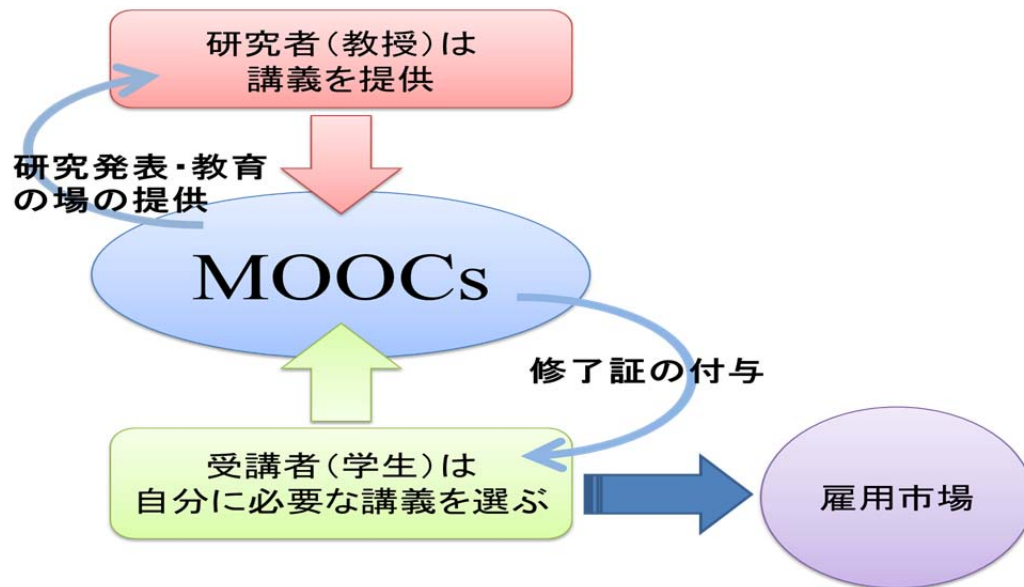 研究者（教授）は
講義を提供
研究発表・教育
の場の提供
MOOCs
修了証の付与
受講者（学生）は
自分に必要な講義を選ぶ
雇用市場